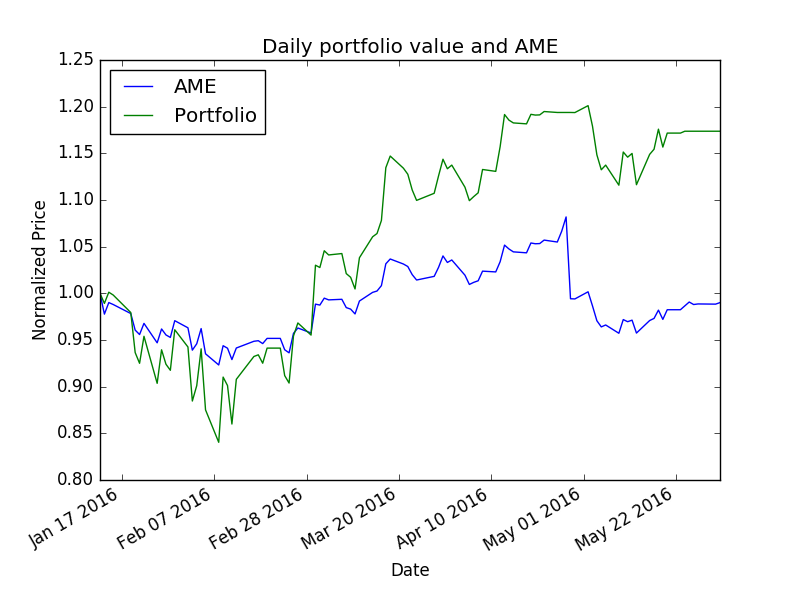 Daily portfolio value and AME
AME
Portfolio
1.25
1.20
1.15
1.10
1.05
1.00
0.95
0.90
0.85
0.80
Normalized Price
Jan 17 2016
Feb 07 2016
Feb 28 2016
Mar 20 2016
Apr 10 2016
May 01 2016
May 22 2016
Date